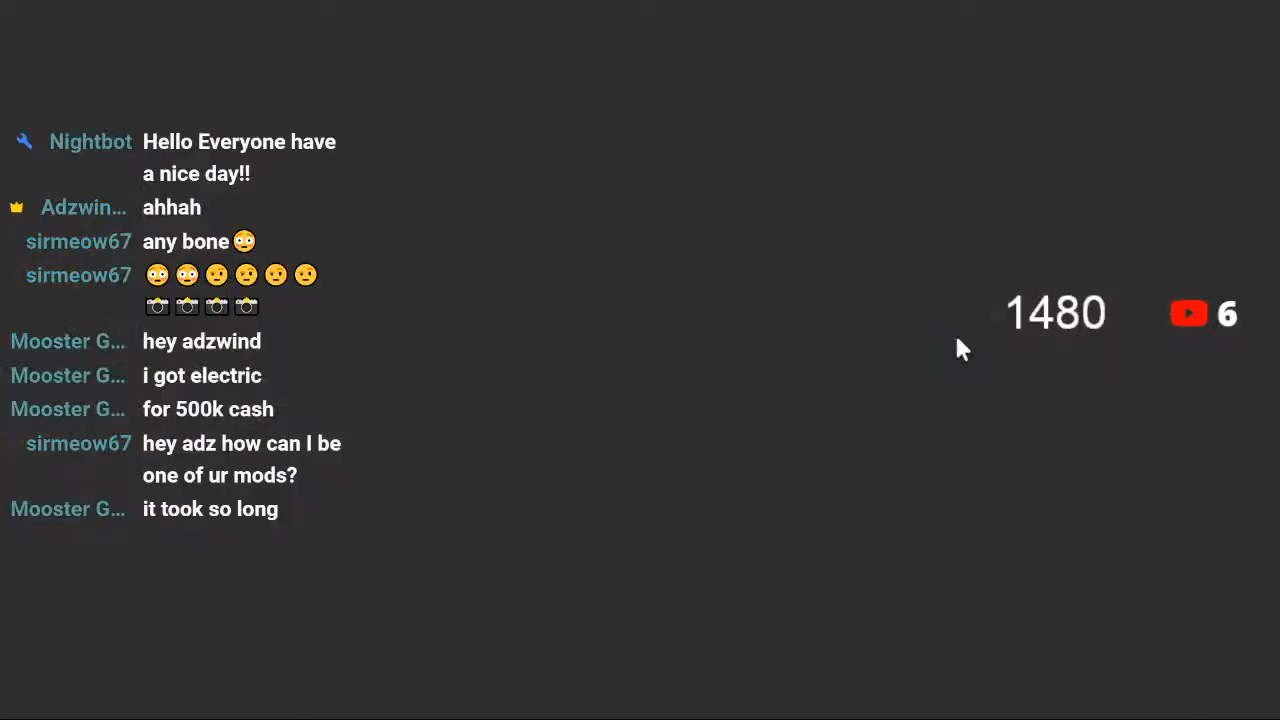 Nightbot Hello Everyone have
a nice day!!
Adzwin... ahhah
sirmeow67 any bone😳
sirmeow67 😳😳🤨🤨🤨🤨
📸📸📸📸
Mooster G... hey adzwind
Mooster G... i got electric
Mooster G... for 500k cash
sirmeow67 hey adz how can I be
one of ur mods?
Mooster G... it took so long
1480
6